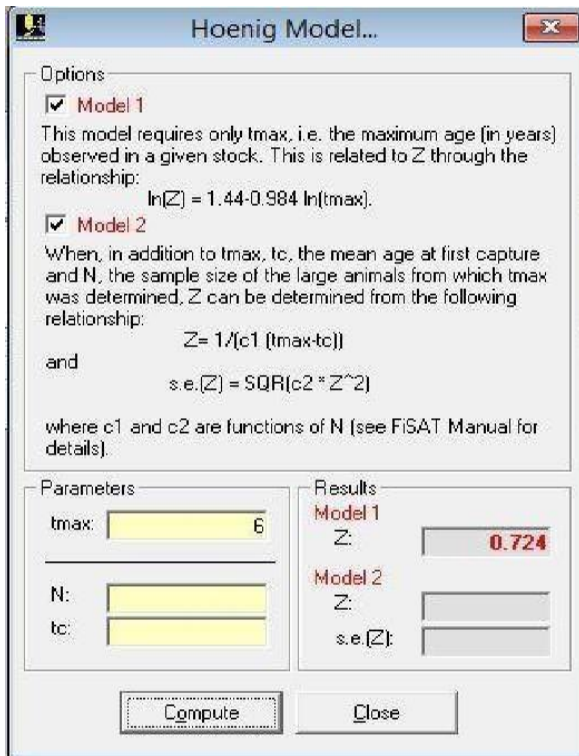 Hoenig Model...
Options
Model 1
This model requires only tmax, i.e. the maximum age (in years)
observed in a given stock. This is related to Z through the
relationship:
ln(Z) = 1.44-0.984 ln(tmax).
Model 2
When, in addition to tmax, tc, the mean age at first capture
and N, the sample size of the large animals from which tmax
was determined, Z can be determined from the following
relationship:
Z= 1/(c1 (tmax-tc))
and
s.e.(Z) = SQR(c2 * Z^2)
where c1 and c2 are functions of N (see FiSAT Manual for
details).
Parameters
tmax: 6
N:
tc:
Results
Model 1
Z: 0.724
Model 2
Z:
s.e.(Z):
Compute
Close